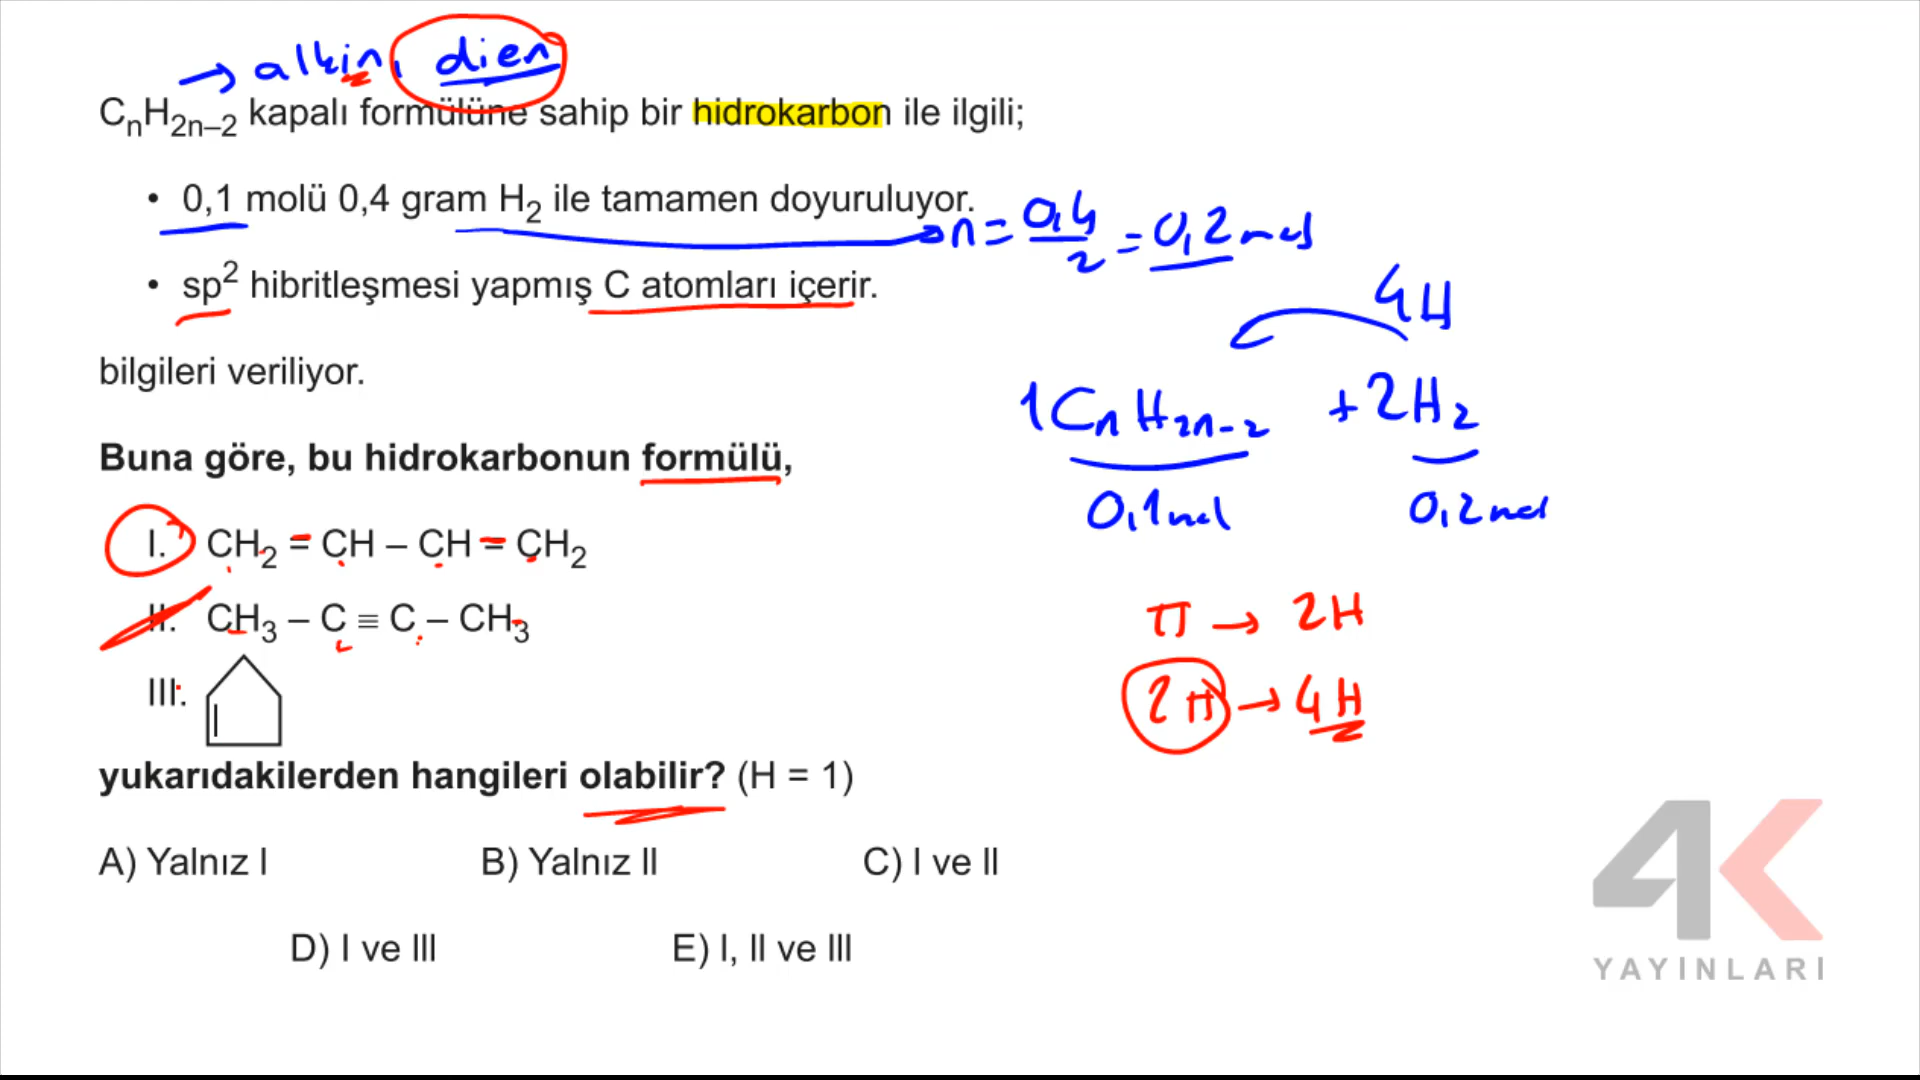 → alkin, dien
CnH2n–2 kapalı formülüne sahip bir hidrokarbon ile ilgili;
• 0,1 molü 0,4 gram H2 ile tamamen doyuruluyor.
n = 0,4 / 2 = 0,2 mol
• sp² hibritleşmesi yapmış C atomları içerir.
4H
bilgileri veriliyor.
1CnH2n-2 + 2H2
0,1 mol 0,2 mol
Buna göre, bu hidrokarbonun formülü,
I. CH2 = CH – CH = CH2
II. CH3 – C ≡ C – CH3
π → 2H
III.
2π → 4H
yukarıdakilerden hangileri olabilir? (H = 1)
A) Yalnız I B) Yalnız II C) I ve II
D) I ve III E) I, II ve III
4K
YAYINLARI